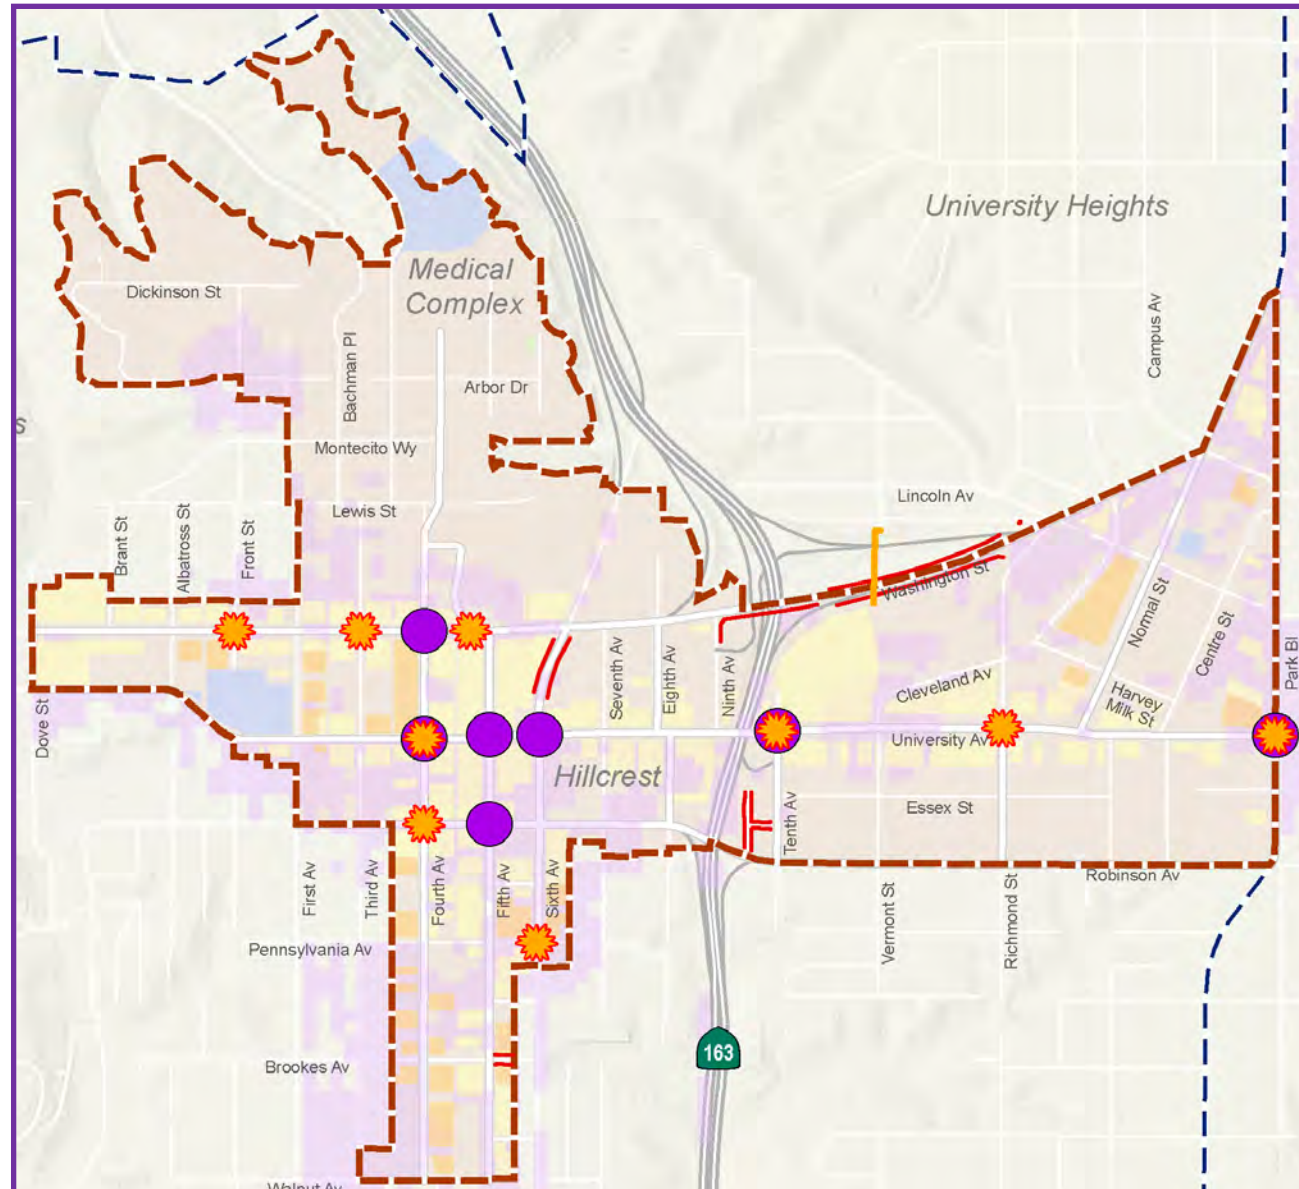 University Heights
Medical
Complex
Dickinson St
Campus Av
Bachman Pl
Arbor Dr
s
Montecito Wy
Lincoln Av
Lewis St
Brant St
Albatross St
Front St
Washington St
Normal St
Centre St
Park Bl
Seventh Av
Eighth Av
Ninth Av
Cleveland Av
Harvey
Milk St
Dove St
University Av
Hillcrest
Essex St
Tenth Av
First Av
Third Av
Fourth Av
Fifth Av
Sixth Av
Robinson Av
Vermont St
Richmond St
Pennsylvania Av
163
Brookes Av
Walnut Av